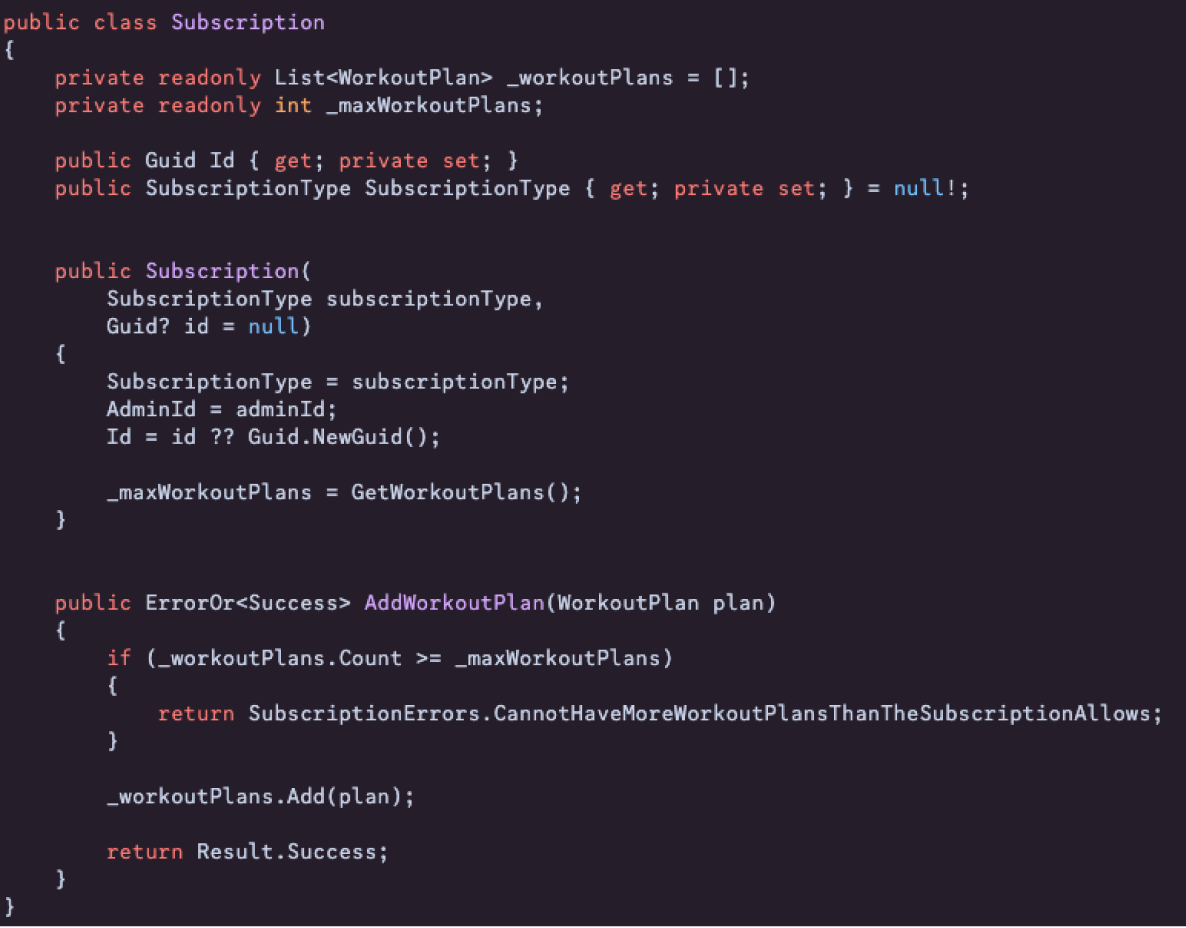 public class Subscription
{
    private readonly List<WorkoutPlan> _workoutPlans = [];
    private readonly int _maxWorkoutPlans;

    public Guid Id { get; private set; }
    public SubscriptionType SubscriptionType { get; private set; } = null!;


    public Subscription(
        SubscriptionType subscriptionType,
        Guid? id = null)
    {
        SubscriptionType = subscriptionType;
        AdminId = adminId;
        Id = id ?? Guid.NewGuid();

        _maxWorkoutPlans = GetWorkoutPlans();
    }


    public ErrorOr<Success> AddWorkoutPlan(WorkoutPlan plan)
    {
        if (_workoutPlans.Count >= _maxWorkoutPlans)
        {
            return SubscriptionErrors.CannotHaveMoreWorkoutPlansThanTheSubscriptionAllows;
        }

        _workoutPlans.Add(plan);

        return Result.Success;
    }
}